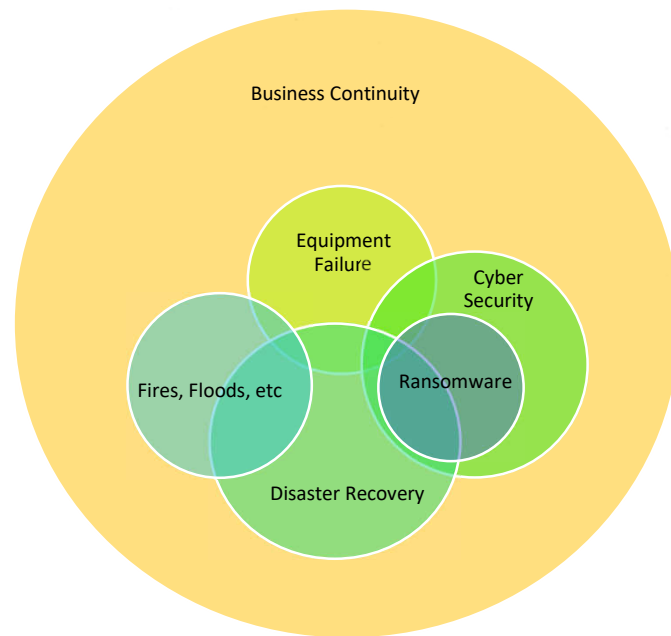 Business Continuity
Equipment
Failure
Cyber
Security
Ransomware
Fires, Floods, etc
Disaster Recovery